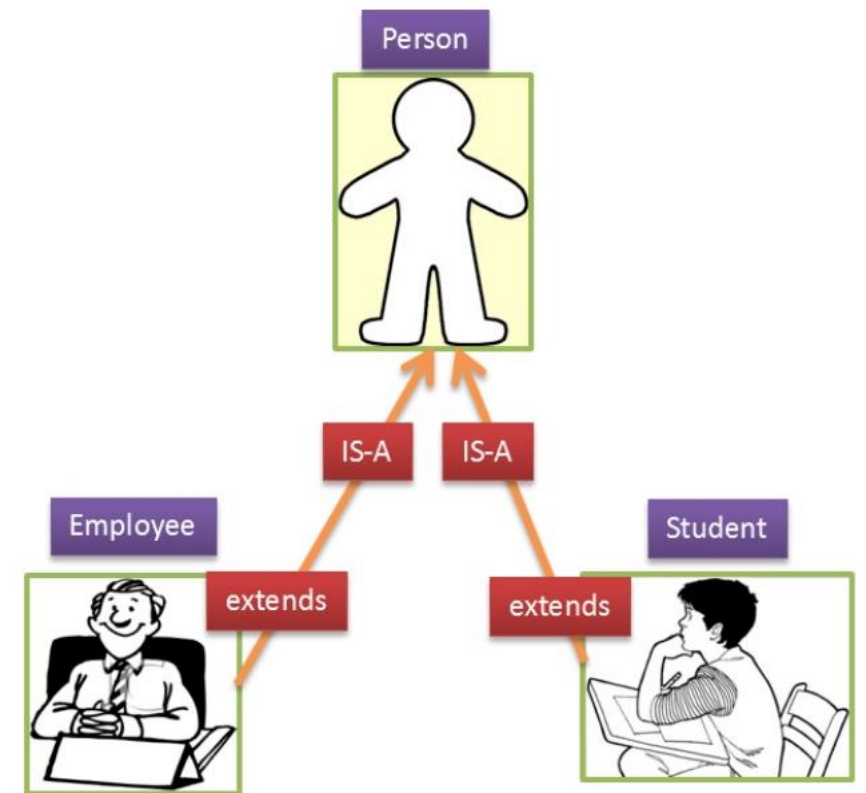 Person
IS-A
IS-A
Employee
Student
extends
extends